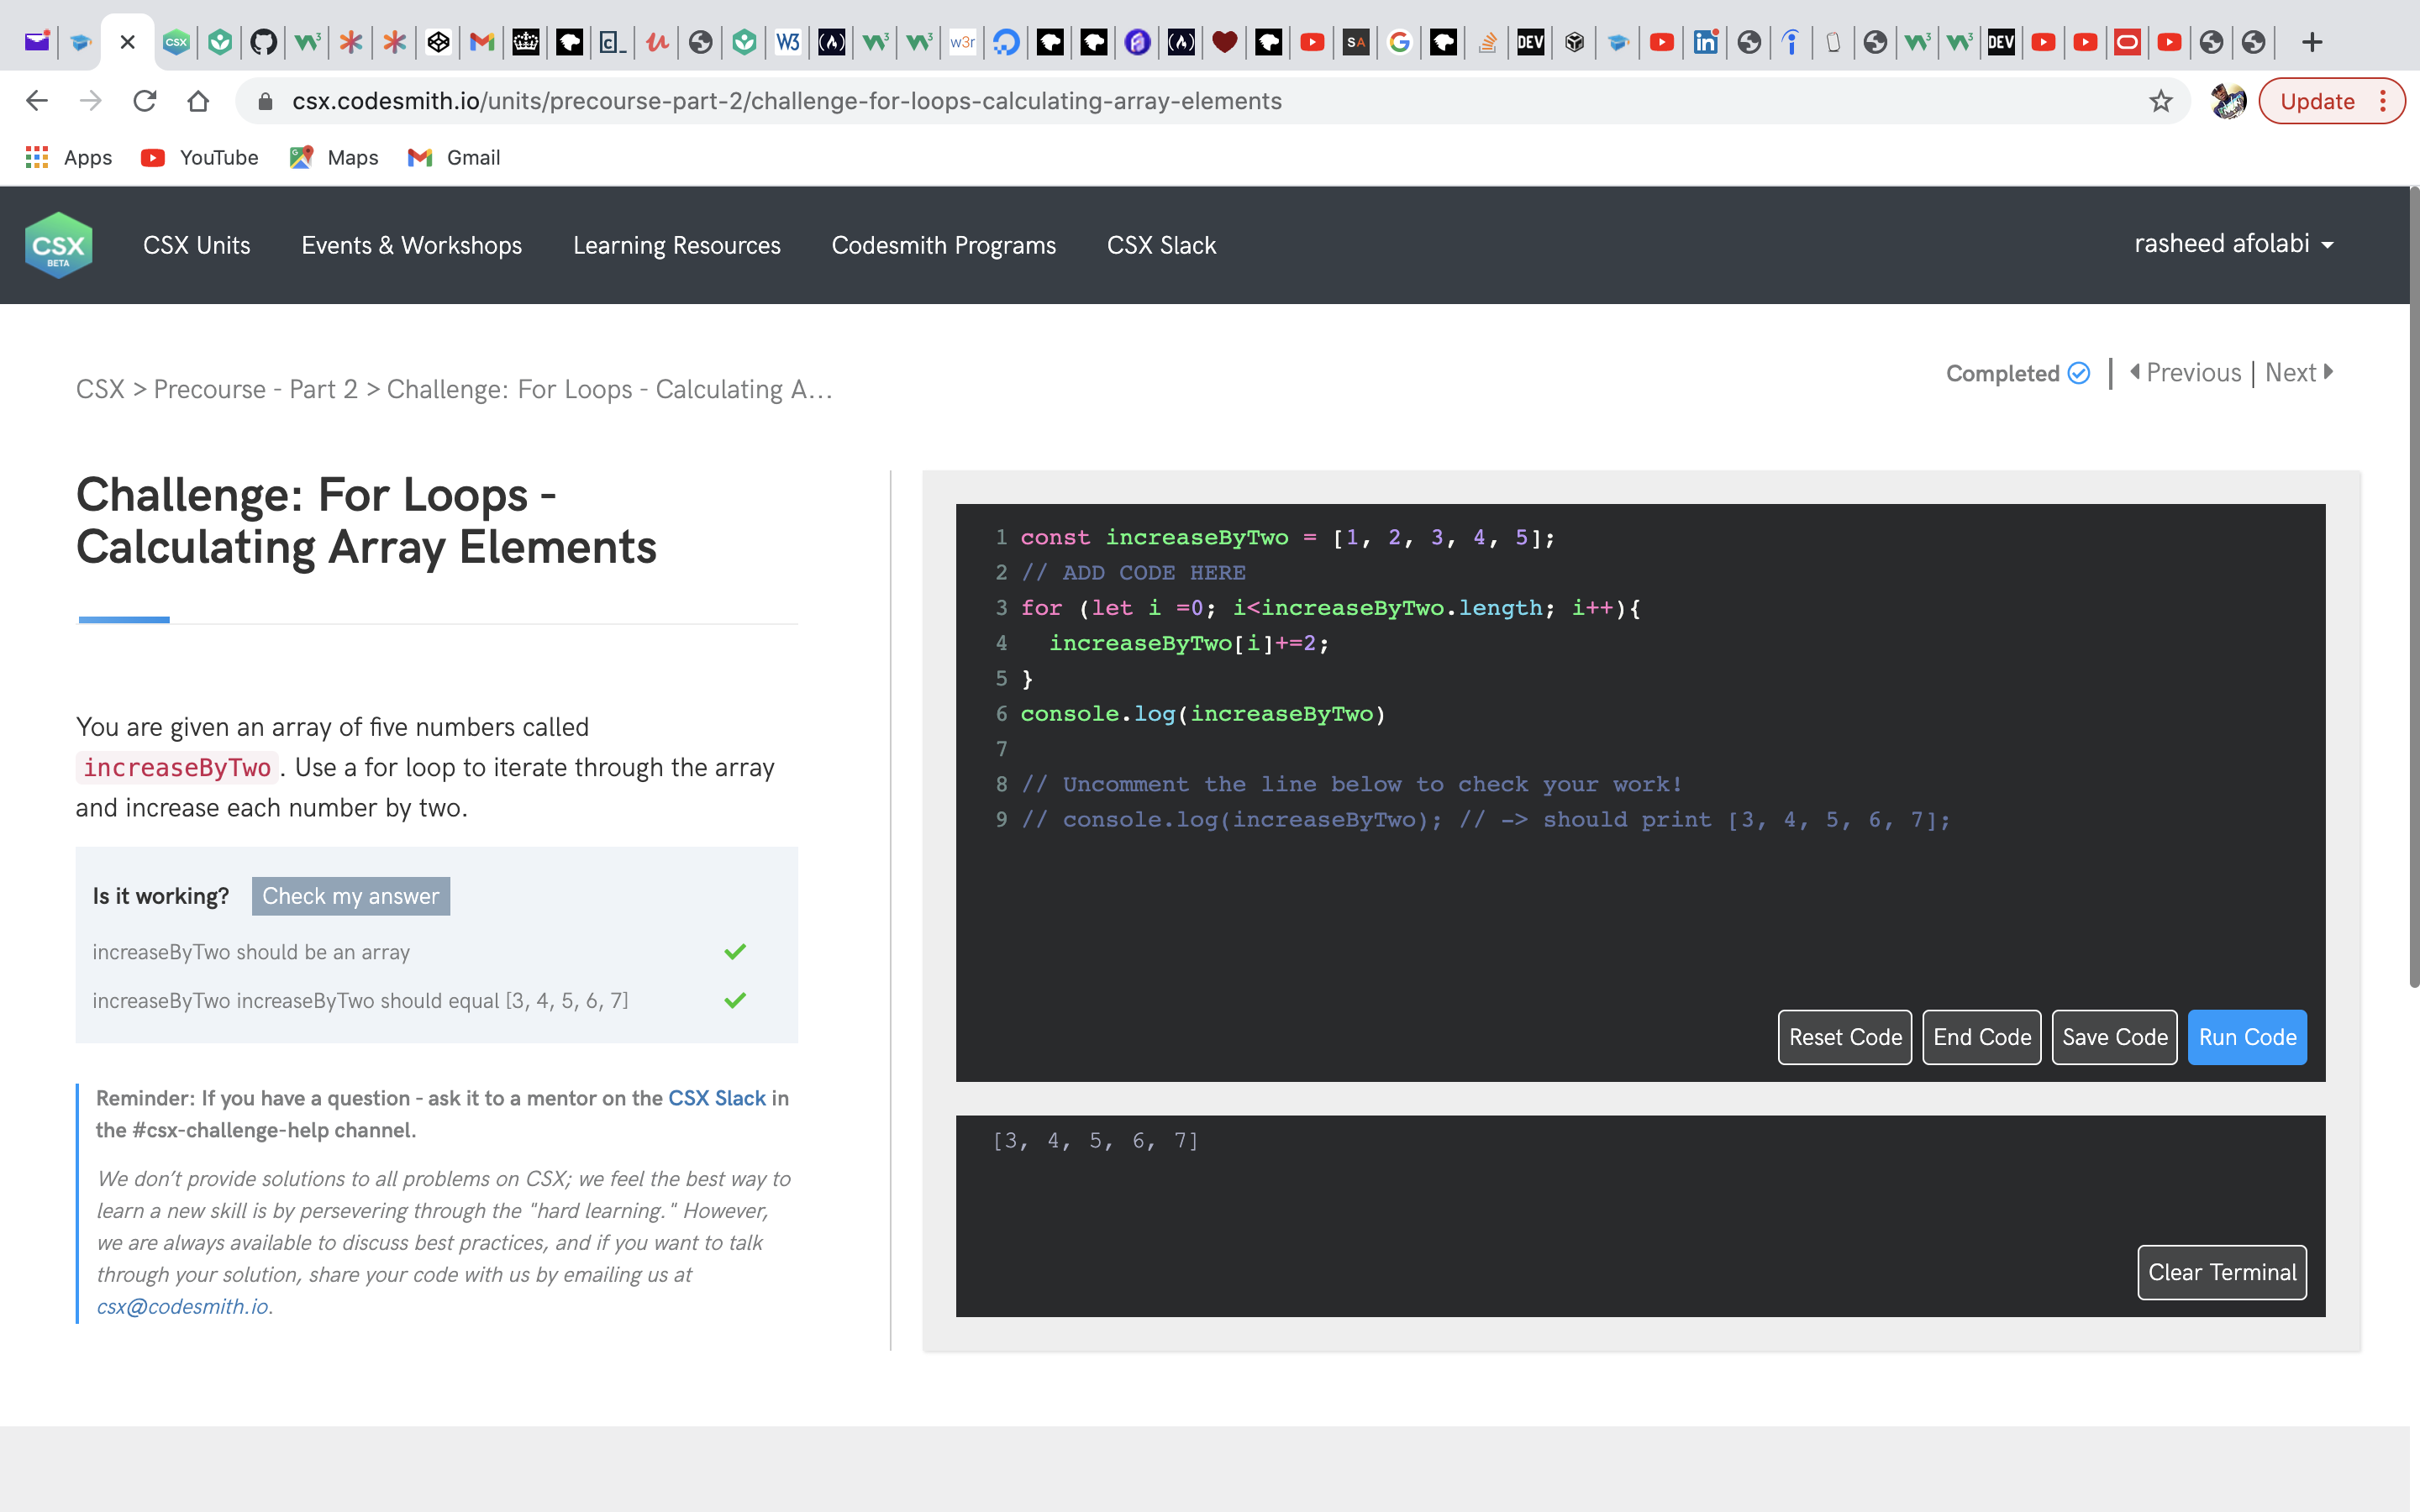 csx.codesmith.io/units/precourse-part-2/challenge-for-loops-calculating-array-elements
Update
Apps YouTube Maps Gmail
CSX
BETA
CSX Units Events & Workshops Learning Resources Codesmith Programs CSX Slack rasheed afolabi
Completed | Previous | Next
CSX > Precourse - Part 2 > Challenge: For Loops - Calculating A...
Challenge: For Loops -
Calculating Array Elements
You are given an array of five numbers called
increaseByTwo. Use a for loop to iterate through the array
and increase each number by two.
Is it working? Check my answer
increaseByTwo should be an array
increaseByTwo increaseByTwo should equal [3, 4, 5, 6, 7]
Reminder: If you have a question - ask it to a mentor on the CSX Slack in
the #csx-challenge-help channel.
We don’t provide solutions to all problems on CSX; we feel the best way to
learn a new skill is by persevering through the "hard learning." However,
we are always available to discuss best practices, and if you want to talk
through your solution, share your code with us by emailing us at
csx@codesmith.io.
1 const increaseByTwo = [1, 2, 3, 4, 5];
2 // ADD CODE HERE
3 for (let i =0; i<increaseByTwo.length; i++){
4   increaseByTwo[i]+=2;
5 }
6 console.log(increaseByTwo)
7
8 // Uncomment the line below to check your work!
9 // console.log(increaseByTwo); // -> should print [3, 4, 5, 6, 7];
Reset Code End Code Save Code Run Code
[3, 4, 5, 6, 7]
Clear Terminal